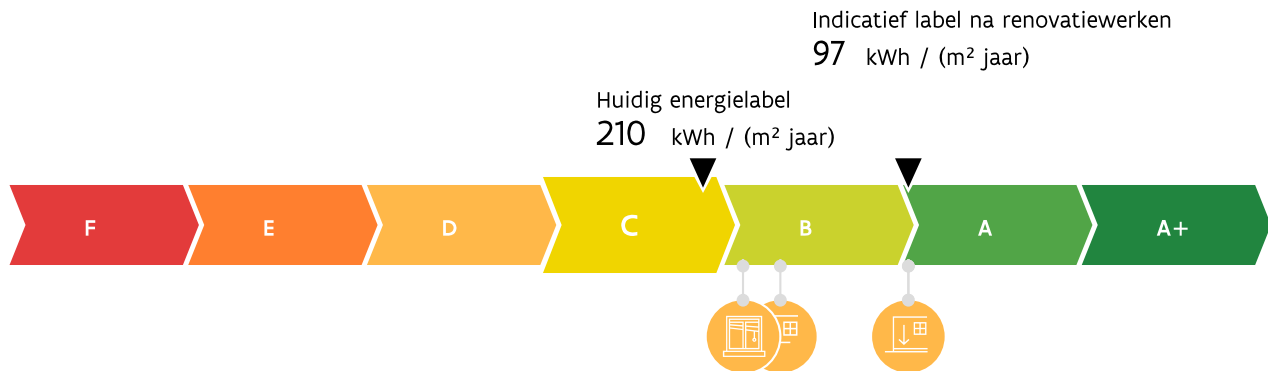 Indicatief label na renovatiewerken
97 kWh / (m² jaar)
Huidig energielabel
210 kWh / (m² jaar)
F E D C B A A+